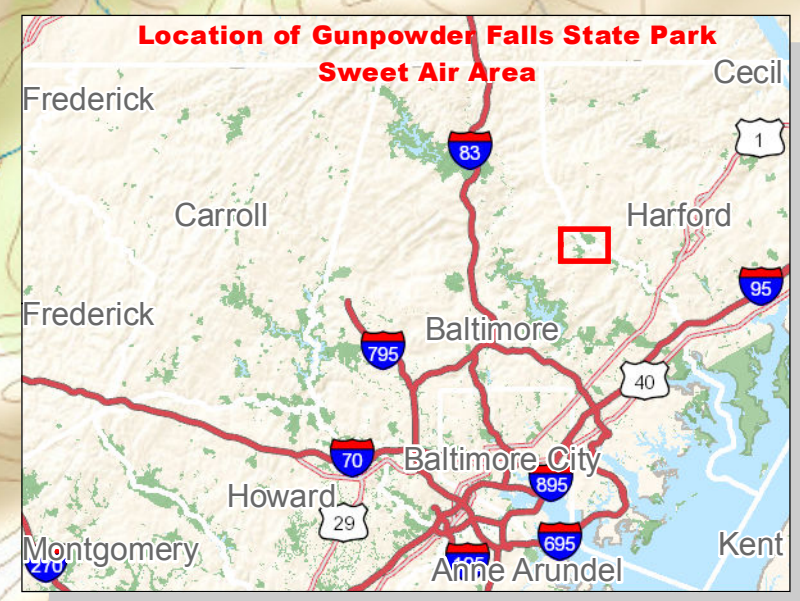 Location of Gunpowder Falls State Park
Sweet Air Area
Cecil
Frederick
1
83
Carroll
Harford
95
Frederick
Baltimore
795
40
70
Baltimore City
895
Howard
29
695
Montgomery
270
Kent
Anne Arundel